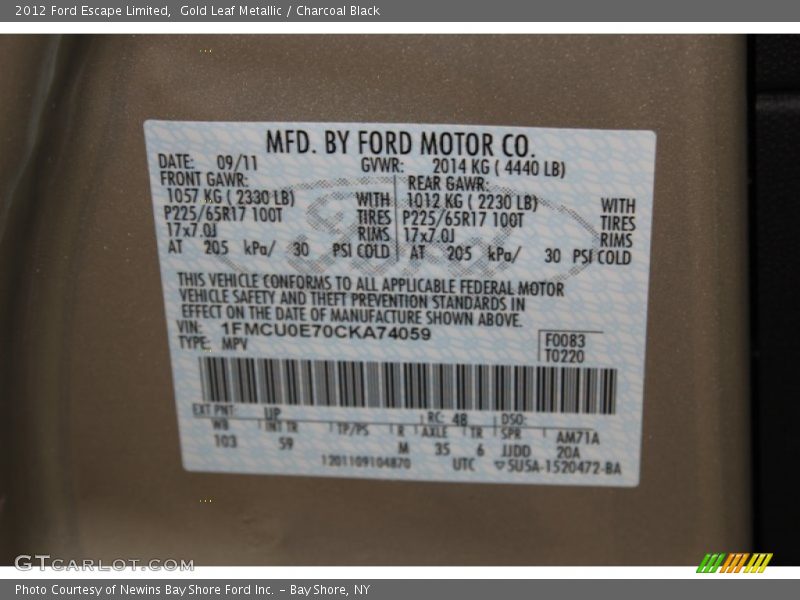 2012 Ford Escape Limited,  Gold Leaf Metallic / Charcoal Black
MFD. BY FORD MOTOR CO.
DATE: 09/11 GVWR: 2014 KG ( 4440 LB)
FRONT GAWR: REAR GAWR:
1057 KG ( 2330 LB) WITH 1012 KG ( 2230 LB) WITH
P225/65R17 100T TIRES P225/65R17 100T TIRES
17x7.0J RIMS 17x7.0J RIMS
AT 205 kPa/ 30 PSI COLD AT 205 kPa/ 30 PSI COLD
THIS VEHICLE CONFORMS TO ALL APPLICABLE FEDERAL MOTOR
VEHICLE SAFETY AND THEFT PREVENTION STANDARDS IN
EFFECT ON THE DATE OF MANUFACTURE SHOWN ABOVE.
VIN: 1FMCU0E70CKA74059
TYPE: MPV
F0083
T0220
EXT PNT: UP RC: 48 DSO:
WB INT TR TP/PS R AXLE TR SPR AM71A
103 59 M 35 6 JJDD 20A
1201109104870 UTC ▽SU5A-1520472-BA
GTCARLOT.COM
Photo Courtesy of Newins Bay Shore Ford Inc. – Bay Shore, NY